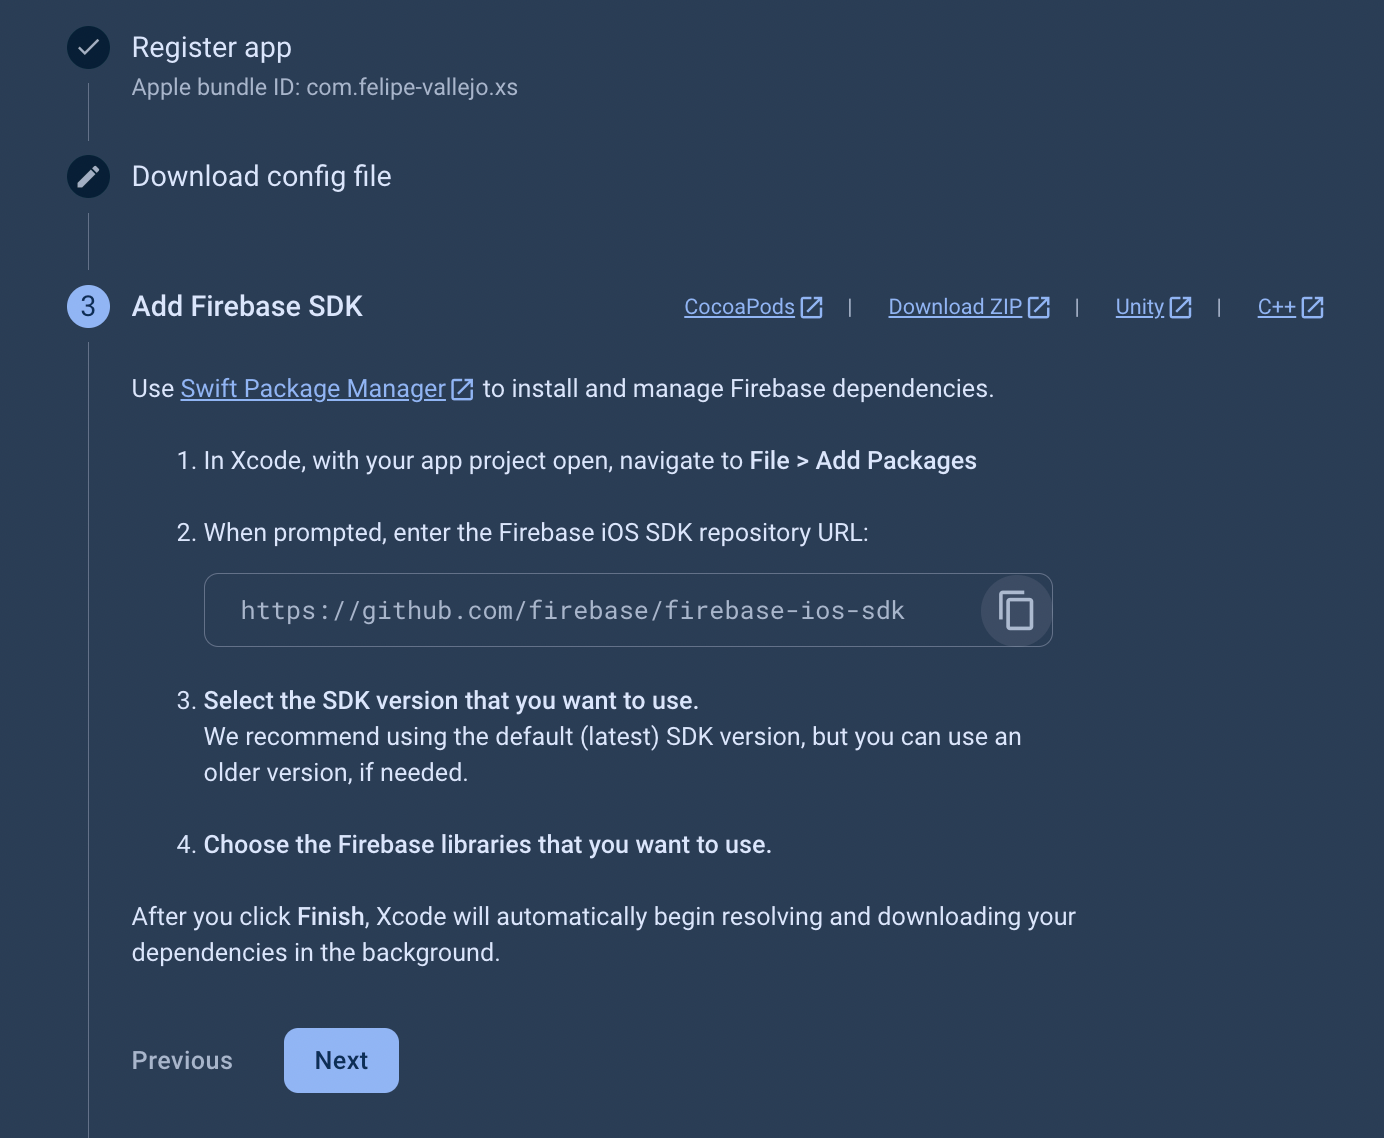 Register app
Apple bundle ID: com.felipe-vallejo.xs
Download config file
3
Add Firebase SDK
CocoaPods | Download ZIP | Unity | C++
Use Swift Package Manager to install and manage Firebase dependencies.
1. In Xcode, with your app project open, navigate to File > Add Packages
2. When prompted, enter the Firebase iOS SDK repository URL:
https://github.com/firebase/firebase-ios-sdk
3. Select the SDK version that you want to use.
We recommend using the default (latest) SDK version, but you can use an
older version, if needed.
4. Choose the Firebase libraries that you want to use.
After you click Finish, Xcode will automatically begin resolving and downloading your
dependencies in the background.
Previous
Next